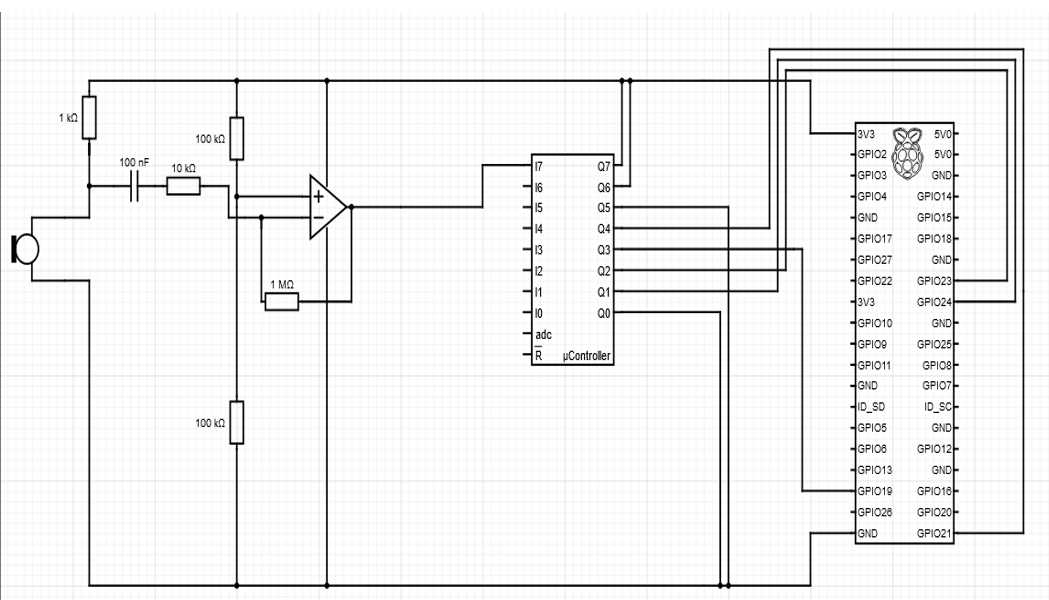 1 kΩ
100 nF
10 kΩ
100 kΩ
+
−
1 MΩ
100 kΩ
I7 Q7
I6 Q6
I5 Q5
I4 Q4
I3 Q3
I2 Q2
I1 Q1
I0 Q0
adc
R µController
3V3 5V0
GPIO2 5V0
GPIO3 GND
GPIO4 GPIO14
GND GPIO15
GPIO17 GPIO18
GPIO27 GND
GPIO22 GPIO23
3V3 GPIO24
GPIO10 GND
GPIO9 GPIO25
GPIO11 GPIO8
GND GPIO7
ID_SD ID_SC
GPIO5 GND
GPIO6 GPIO12
GPIO13 GND
GPIO19 GPIO16
GPIO26 GPIO20
GND GPIO21